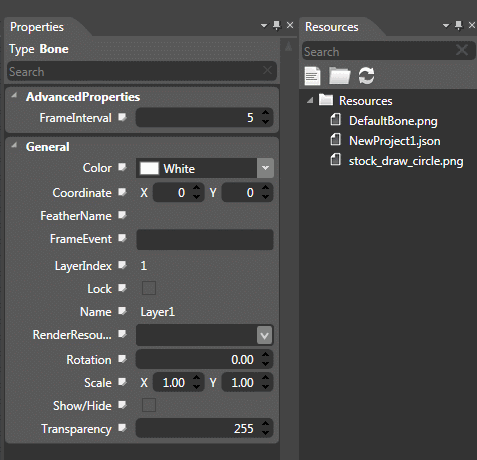 Properties
Type Bone
Search
AdvancedProperties
FrameInterval 5
General
Color White
Coordinate X 0 Y 0
FeatherName
FrameEvent
LayerIndex 1
Lock
Name Layer1
RenderResou...
Rotation 0.00
Scale X 1.00 Y 1.00
Show/Hide
Transparency 255
Resources
Search
Resources
DefaultBone.png
NewProject1.json
stock_draw_circle.png